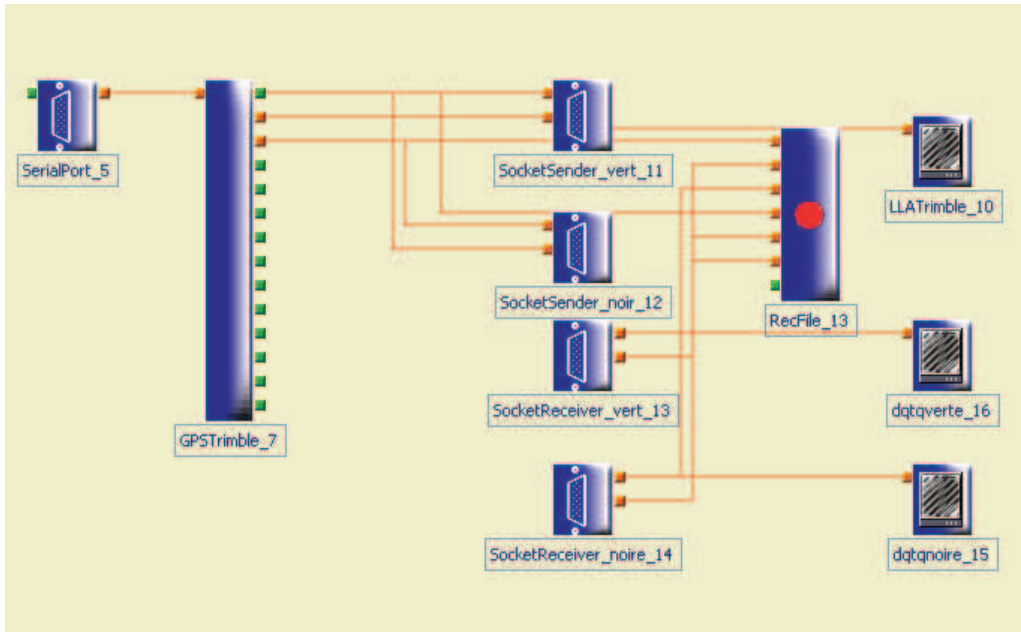 SerialPort_5
GPSTrimble_7
SocketSender_vert_11
SocketSender_noir_12
SocketReceiver_vert_13
SocketReceiver_noire_14
RecFile_13
LLATrimble_10
dqtqverte_16
dqtqnoire_15